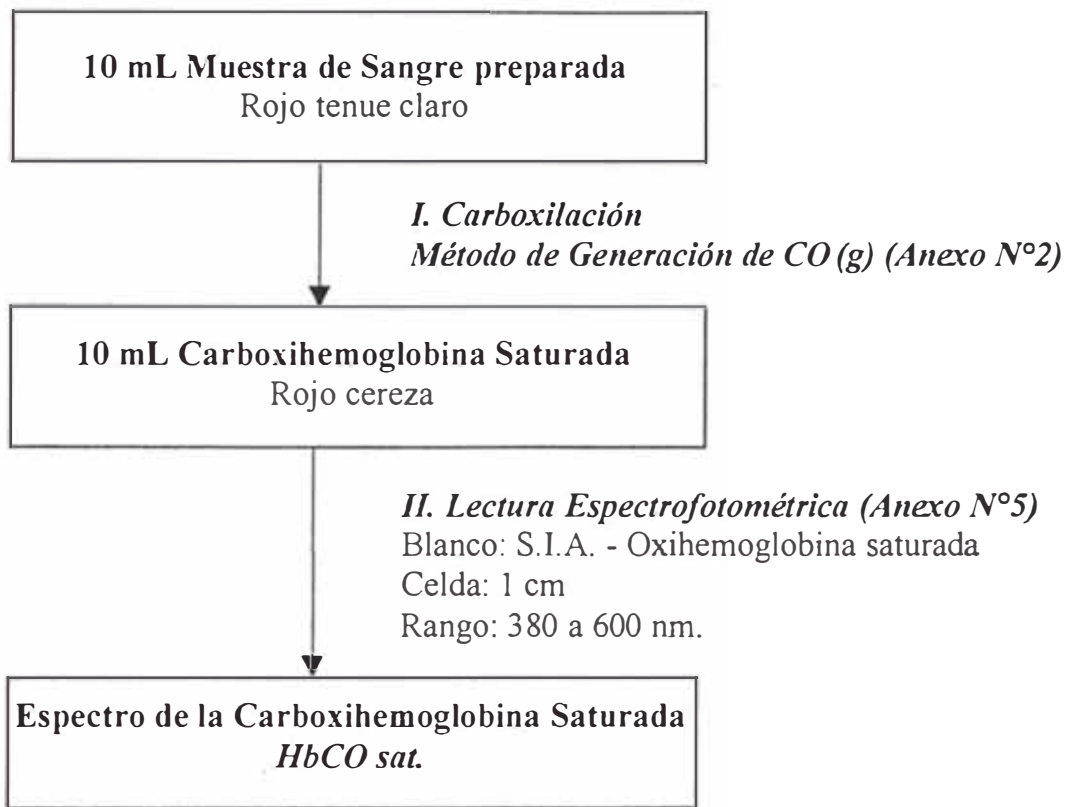 10 mL Muestra de Sangre preparada
Rojo tenue claro
I. Carboxilación
Método de Generación de CO (g) (Anexo N°2)
10 mL Carboxihemoglobina Saturada
Rojo cereza
II. Lectura Espectrofotométrica (Anexo N°5)
Blanco: S.I.A. - Oxihemoglobina saturada
Celda: 1 cm
Rango: 380 a 600 nm.
Espectro de la Carboxihemoglobina Saturada
HbCO sat.